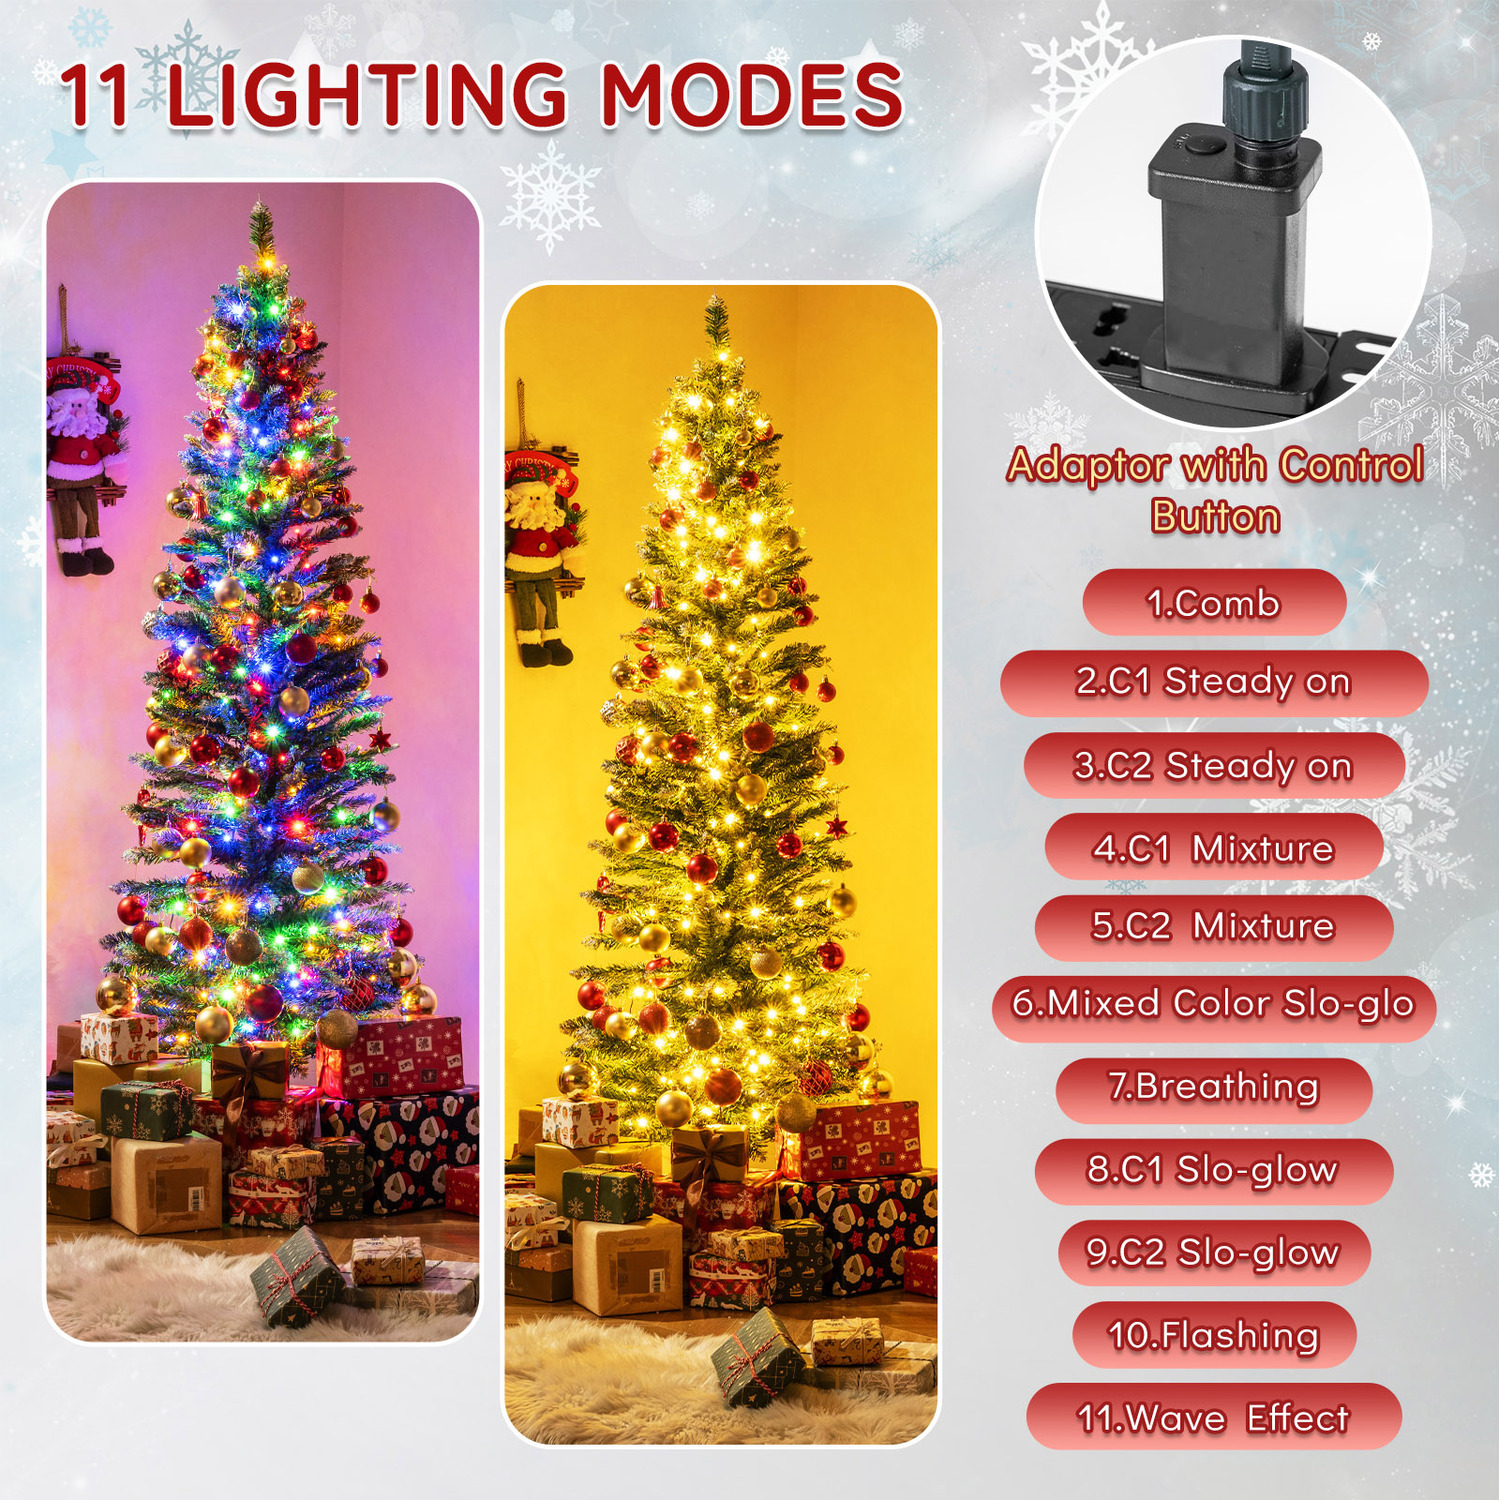 11 LIGHTING MODES
Adaptor with Control
Button
1.Comb
2.C1 Steady on
3.C2 Steady on
4.C1 Mixture
5.C2 Mixture
6.Mixed Color Slo-glo
7.Breathing
8.C1 Slo-glow
9.C2 Slo-glow
10.Flashing
11.Wave Effect